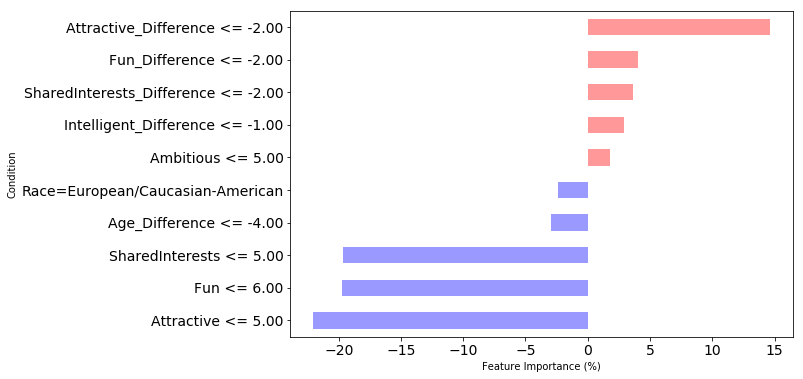 Attractive_Difference <= -2.00
Fun_Difference <= -2.00
SharedInterests_Difference <= -2.00
Intelligent_Difference <= -1.00
Ambitious <= 5.00
Race=European/Caucasian-American
Age_Difference <= -4.00
SharedInterests <= 5.00
Fun <= 6.00
Attractive <= 5.00
Condition
−20 −15 −10 −5 0 5 10 15
Feature Importance (%)